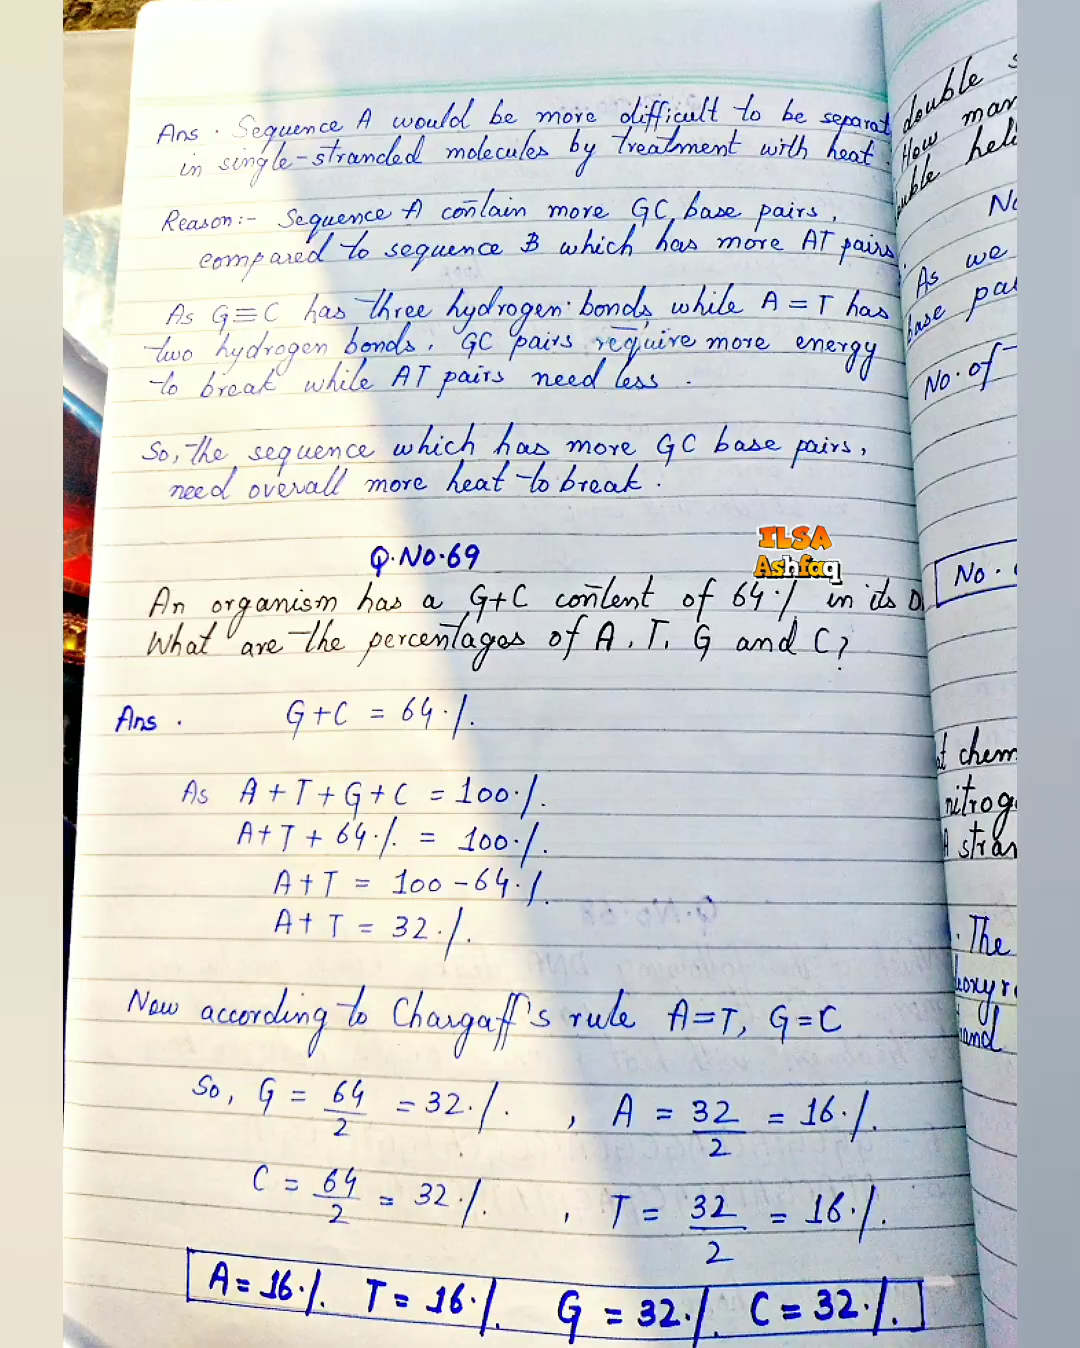 Ans. Sequence A would be more difficult to be separat
in single-stranded molecules by treatment with heat.
Reason:- Sequence A contain more GC base pairs,
compared to sequence B which has more AT pairs.
As G≡C has three hydrogen bonds while A=T has
two hydrogen bonds. GC pairs require more energy
to break while AT pairs need less.
So, the sequence which has more GC base pairs,
need overall more heat to break.
Q.No.69
ILSA
Ashfaq
An organism has a G+C content of 64% in its D
What are the percentages of A, T, G and C?
Ans. G+C = 64%.
As A+T+G+C = 100%.
A+T+64% = 100%.
A+T = 100-64%.
A+T = 32%.
Now according to Chargaff's rule A=T, G=C
So, G = 64/2 = 32%. , A = 32/2 = 16%.
C = 64/2 = 32%. , T = 32/2 = 16%.
A=16%. T=16%. G=32%. C=32%.
double s
How man
uble heli
No
As we
base pai
No. of
No.
t chem
nitrog
A stran
. The
deoxyr
and